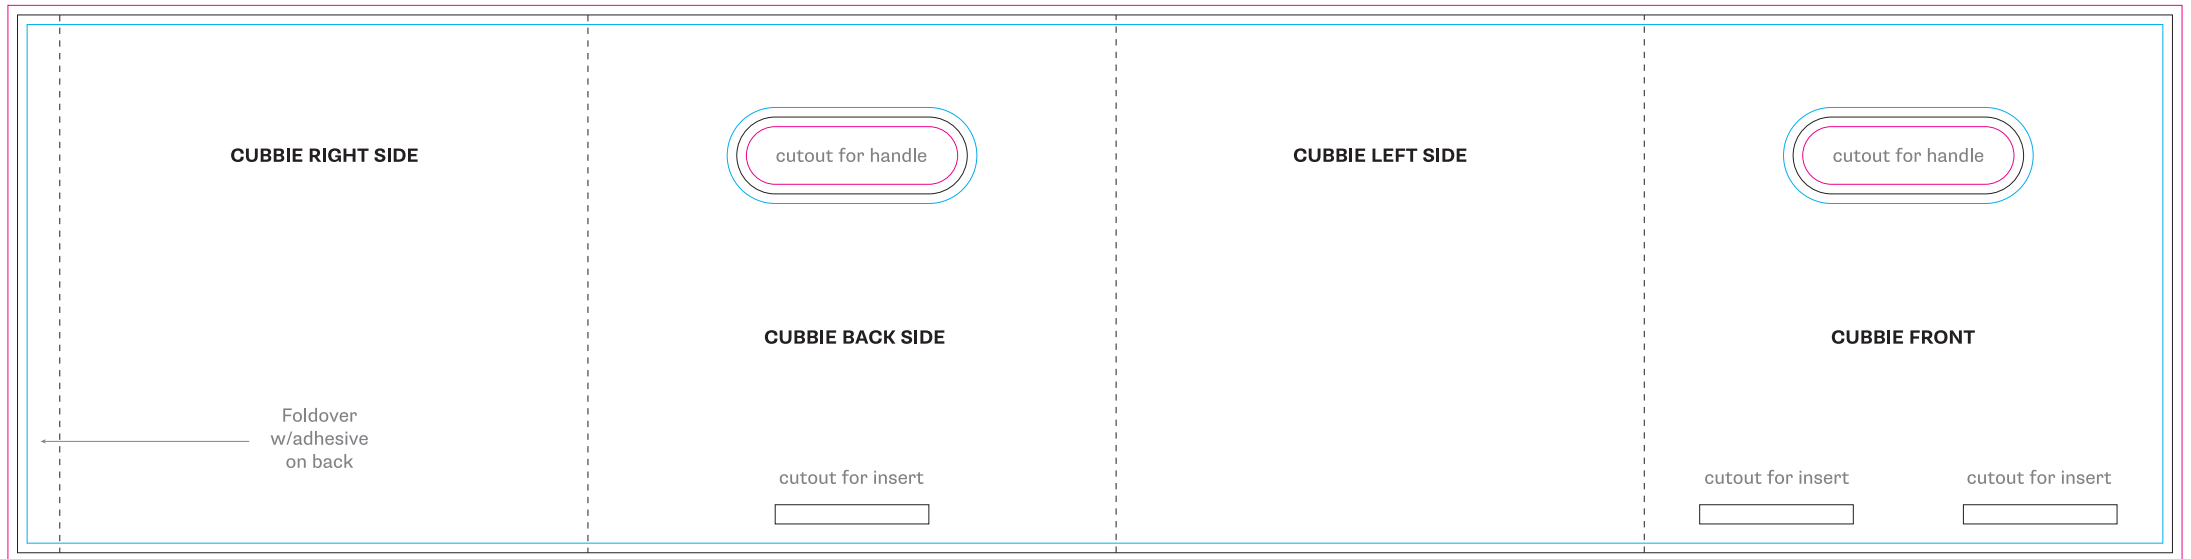 CUBBIE RIGHT SIDE
cutout for handle
CUBBIE LEFT SIDE
cutout for handle
CUBBIE BACK SIDE
CUBBIE FRONT
Foldover
w/adhesive
on back
cutout for insert
cutout for insert
cutout for insert